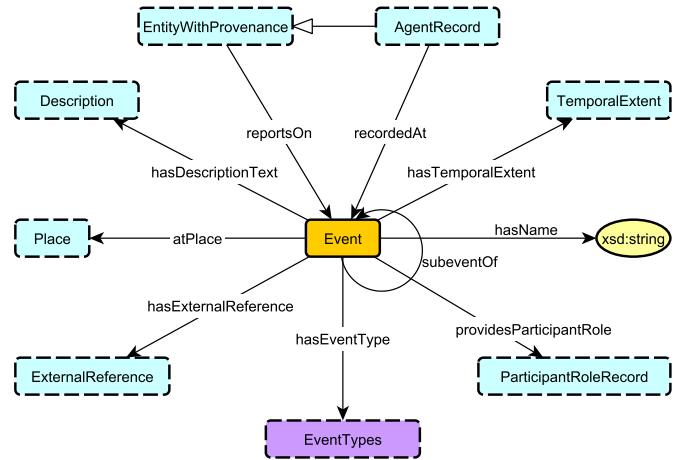 EntityWithProvenance
AgentRecord
Description
TemporalExtent
reportsOn
recordedAt
hasDescriptionText
hasTemporalExtent
Place
atPlace
Event
hasName
xsd:string
subeventOf
hasExternalReference
providesParticipantRole
hasEventType
ExternalReference
ParticipantRoleRecord
EventTypes